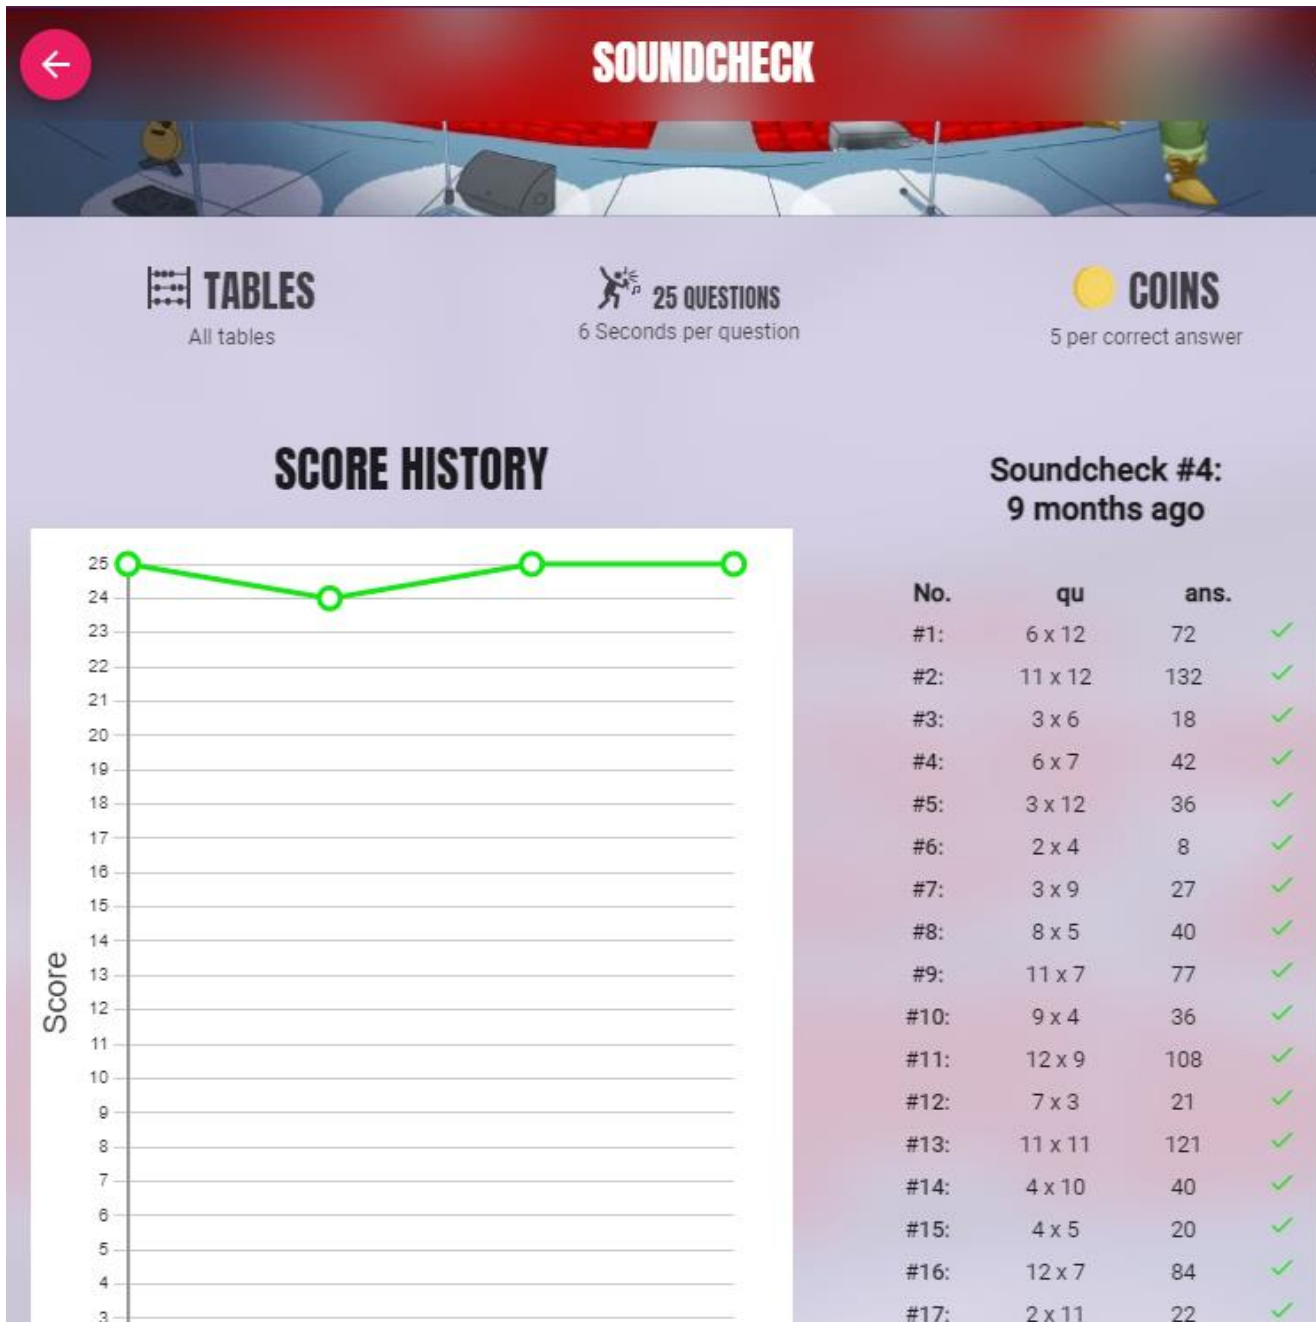 SOUNDCHECK
TABLES
All tables
25 QUESTIONS
6 Seconds per question
COINS
5 per correct answer
SCORE HISTORY
25
24
23
22
21
20
19
18
17
16
15
14
13
12
11
10
9
8
7
6
5
4
3
Score
Soundcheck #4:
9 months ago
No. qu ans.
#1: 6 x 12 72 ✓
#2: 11 x 12 132 ✓
#3: 3 x 6 18 ✓
#4: 6 x 7 42 ✓
#5: 3 x 12 36 ✓
#6: 2 x 4 8 ✓
#7: 3 x 9 27 ✓
#8: 8 x 5 40 ✓
#9: 11 x 7 77 ✓
#10: 9 x 4 36 ✓
#11: 12 x 9 108 ✓
#12: 7 x 3 21 ✓
#13: 11 x 11 121 ✓
#14: 4 x 10 40 ✓
#15: 4 x 5 20 ✓
#16: 12 x 7 84 ✓
#17: 2 x 11 22 ✓